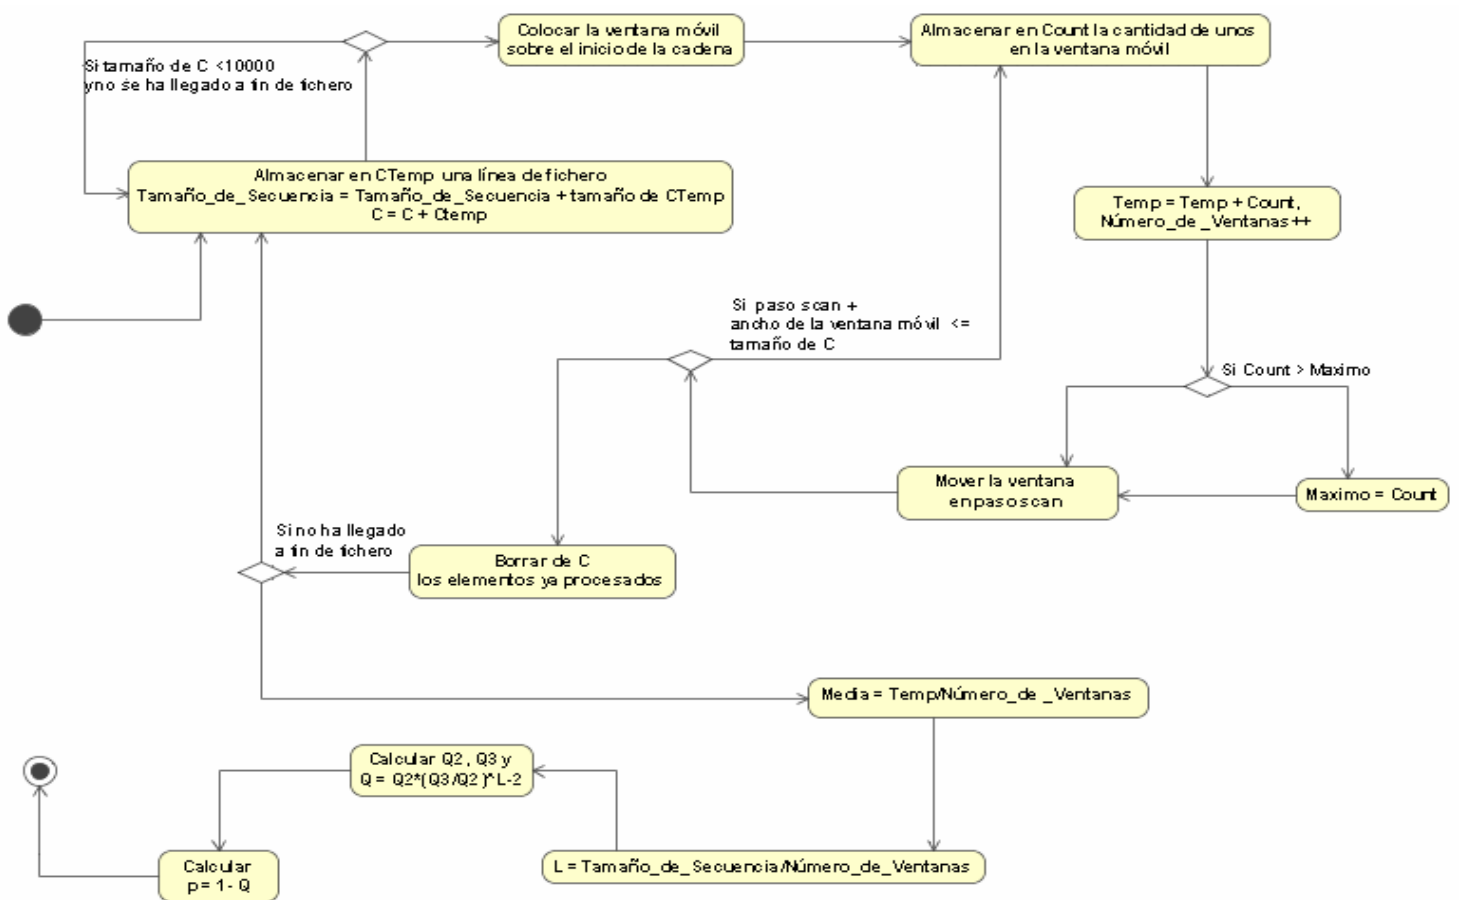 Colocar la ventana móvil
sobre el inicio de la cadena
Almacenar en Count la cantidad de unos
en la ventana móvil
Si tamaño de C <10000
y no se ha llegado a fin de fichero
Almacenar en CTemp una línea de fichero
Tamaño_de_Secuencia = Tamaño_de_Secuencia + tamaño de CTemp
C = C + Ctemp
Temp = Temp + Count,
Número_de_Ventanas++
Si paso scan +
ancho de la ventana móvil <=
tamaño de C
Si Count > Maximo
Mover la ventana
en paso scan
Maximo = Count
Si no ha llegado
a fin de fichero
Borrar de C
los elementos ya procesados
Media = Temp/Número_de_Ventanas
Calcular Q2, Q3 y
Q = Q2*(Q3/Q2)^L-2
L = Tamaño_de_Secuencia/Número_de_Ventanas
Calcular
p= 1- Q